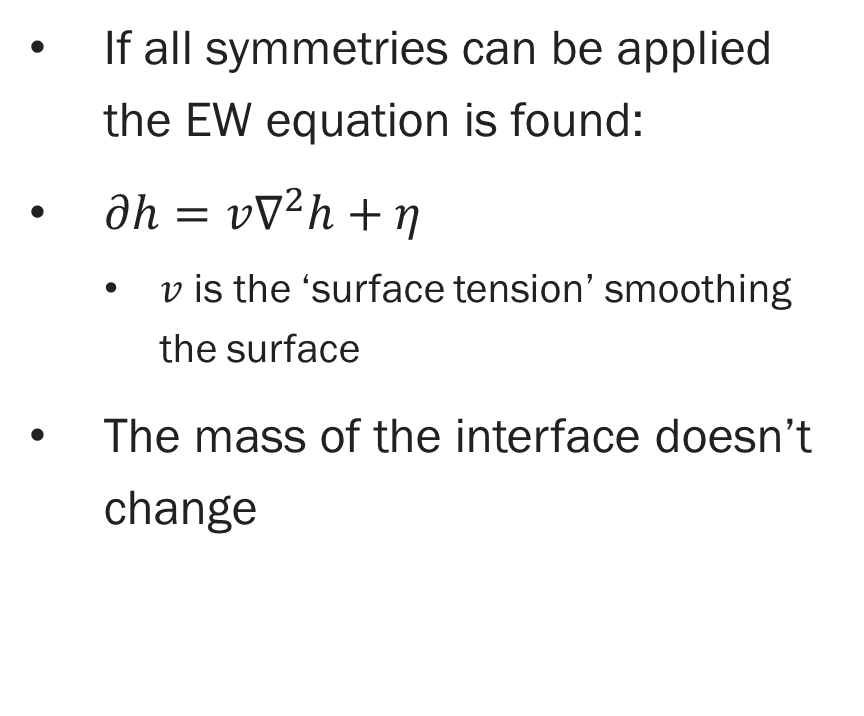 • If all symmetries can be applied
the EW equation is found:
• ∂h = v∇²h + η
• v is the ‘surface tension’ smoothing
the surface
• The mass of the interface doesn’t
change